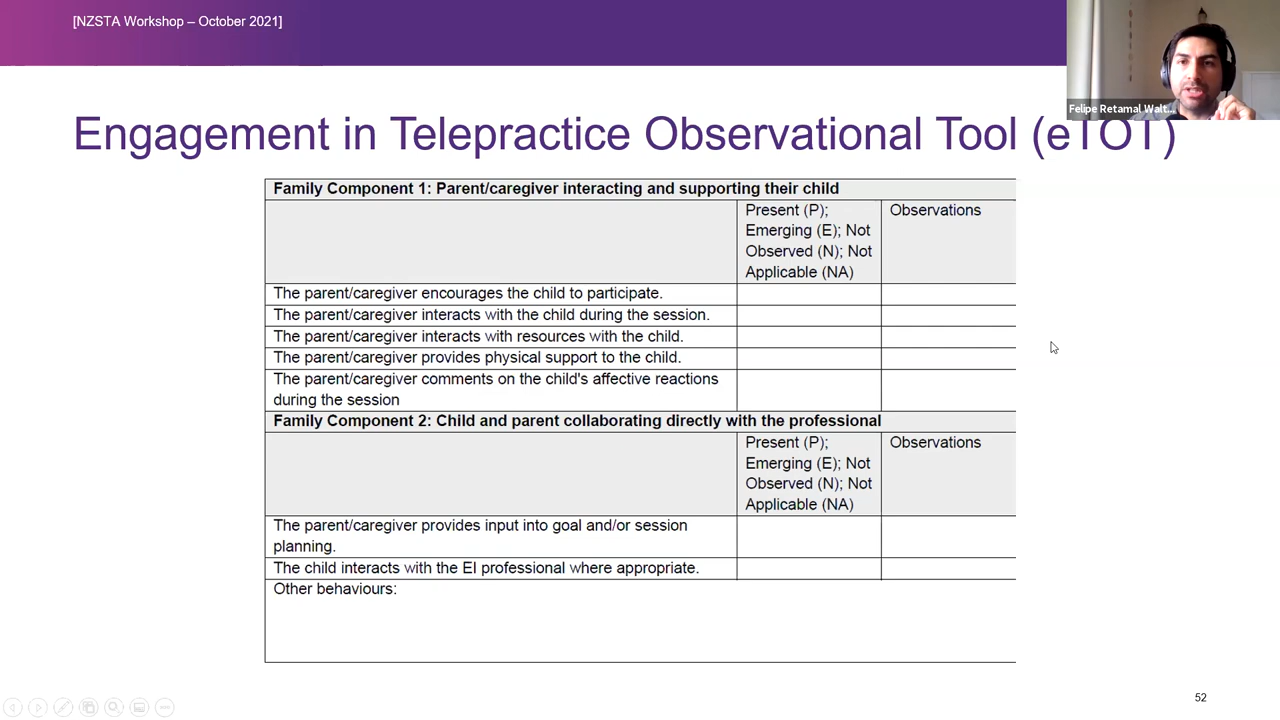 [NZSTA Workshop – October 2021]
Felipe Retamal Walt...
Engagement in Telepractice Observational Tool (eTOT)
Family Component 1: Parent/caregiver interacting and supporting their child
Present (P);
Emerging (E); Not
Observed (N); Not
Applicable (NA)
Observations
The parent/caregiver encourages the child to participate.
The parent/caregiver interacts with the child during the session.
The parent/caregiver interacts with resources with the child.
The parent/caregiver provides physical support to the child.
The parent/caregiver comments on the child's affective reactions
during the session
Family Component 2: Child and parent collaborating directly with the professional
Present (P);
Emerging (E); Not
Observed (N); Not
Applicable (NA)
Observations
The parent/caregiver provides input into goal and/or session
planning.
The child interacts with the EI professional where appropriate.
Other behaviours:
52